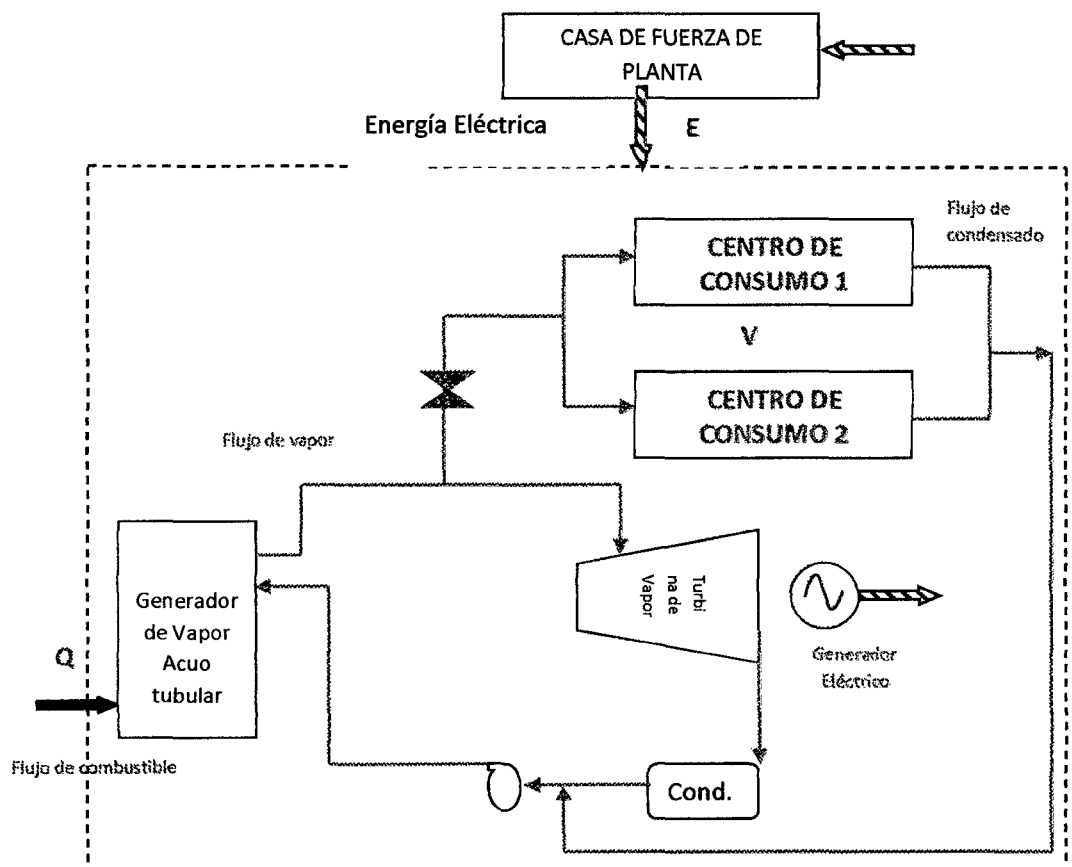 CASA DE FUERZA DE
PLANTA
Energía Eléctrica
E
Flujo de
condensado
CENTRO DE
CONSUMO 1
V
CENTRO DE
CONSUMO 2
Flujo de vapor
Turbi
na de
Vapor
Generador
de Vapor
Acuo
tubular
Generador
Eléctrico
Q
Flujo de combustible
Cond.